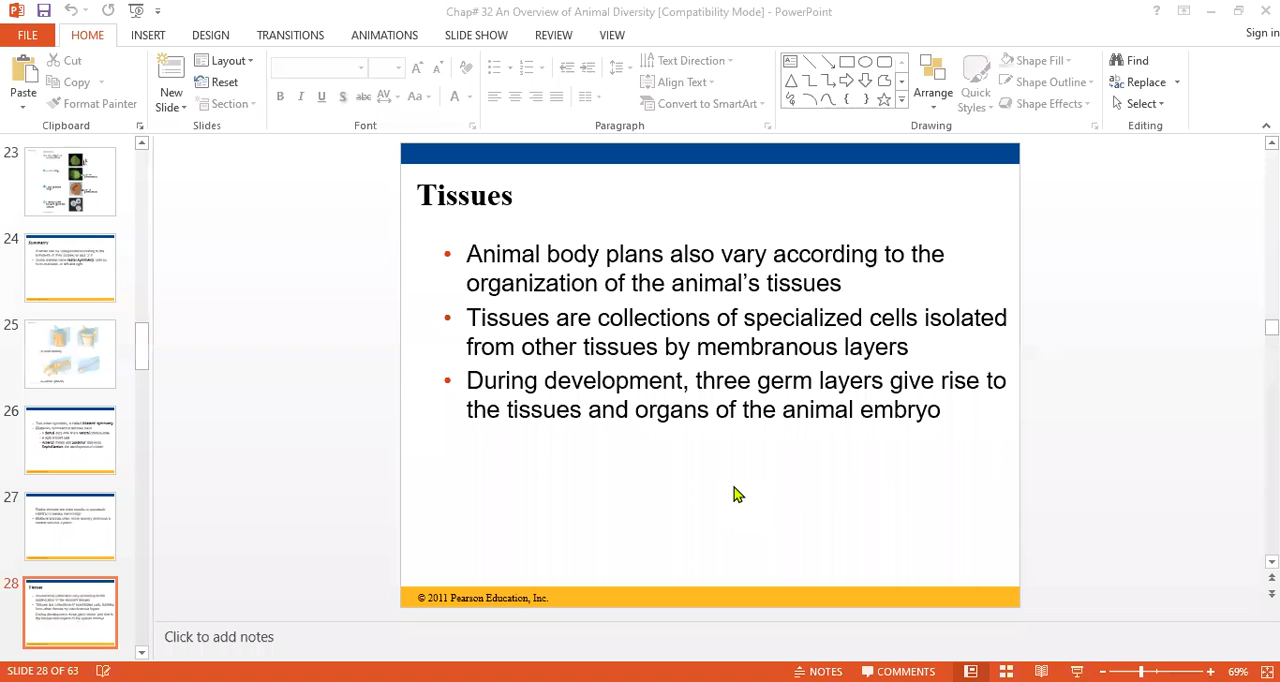 Chap# 32 An Overview of Animal Diversity [Compatibility Mode] - PowerPoint
FILE HOME INSERT DESIGN TRANSITIONS ANIMATIONS SLIDE SHOW REVIEW VIEW Sign in
Paste
Cut
Copy
Format Painter
Clipboard
New
Slide
Layout
Reset
Section
Slides
Font
Text Direction
Align Text
Convert to SmartArt
Paragraph
Arrange
Quick
Styles
Shape Fill
Shape Outline
Shape Effects
Drawing
Find
Replace
Select
Editing
23
24
Symmetry
25
26
27
28
Tissues
Tissues
• Animal body plans also vary according to the
organization of the animal’s tissues
• Tissues are collections of specialized cells isolated
from other tissues by membranous layers
• During development, three germ layers give rise to
the tissues and organs of the animal embryo
© 2011 Pearson Education, Inc.
Click to add notes
SLIDE 28 OF 63 NOTES COMMENTS 69%